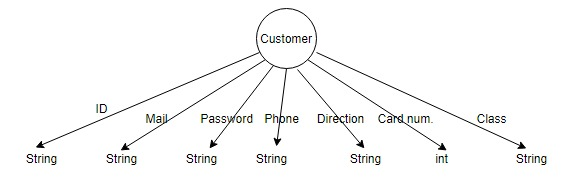 Customer
ID
Mail
Password
Phone
Direction
Card num.
Class
String
String
String
String
String
int
String